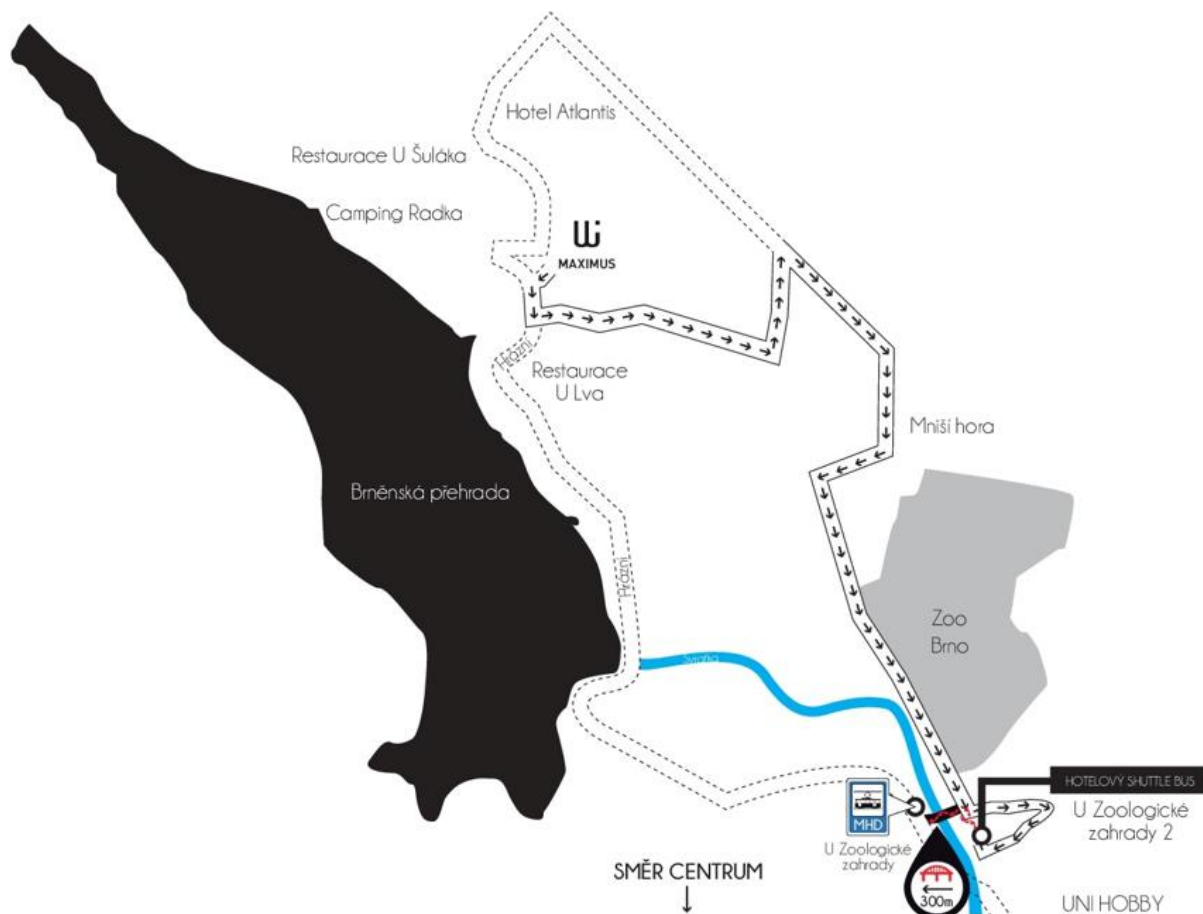 Hotel Atlantis
Restaurace U Šuláka
Camping Radka
MAXIMUS
Hrázní
Restaurace
U Lva
Mniší hora
Brněnská přehrada
Hrázní
Zoo
Brno
Svratka
HOTELOVÝ SHUTTLE BUS
MHD
U Zoologické
zahrady 2
U Zoologické
zahrady
SMĚR CENTRUM
300m
UNI HOBBY